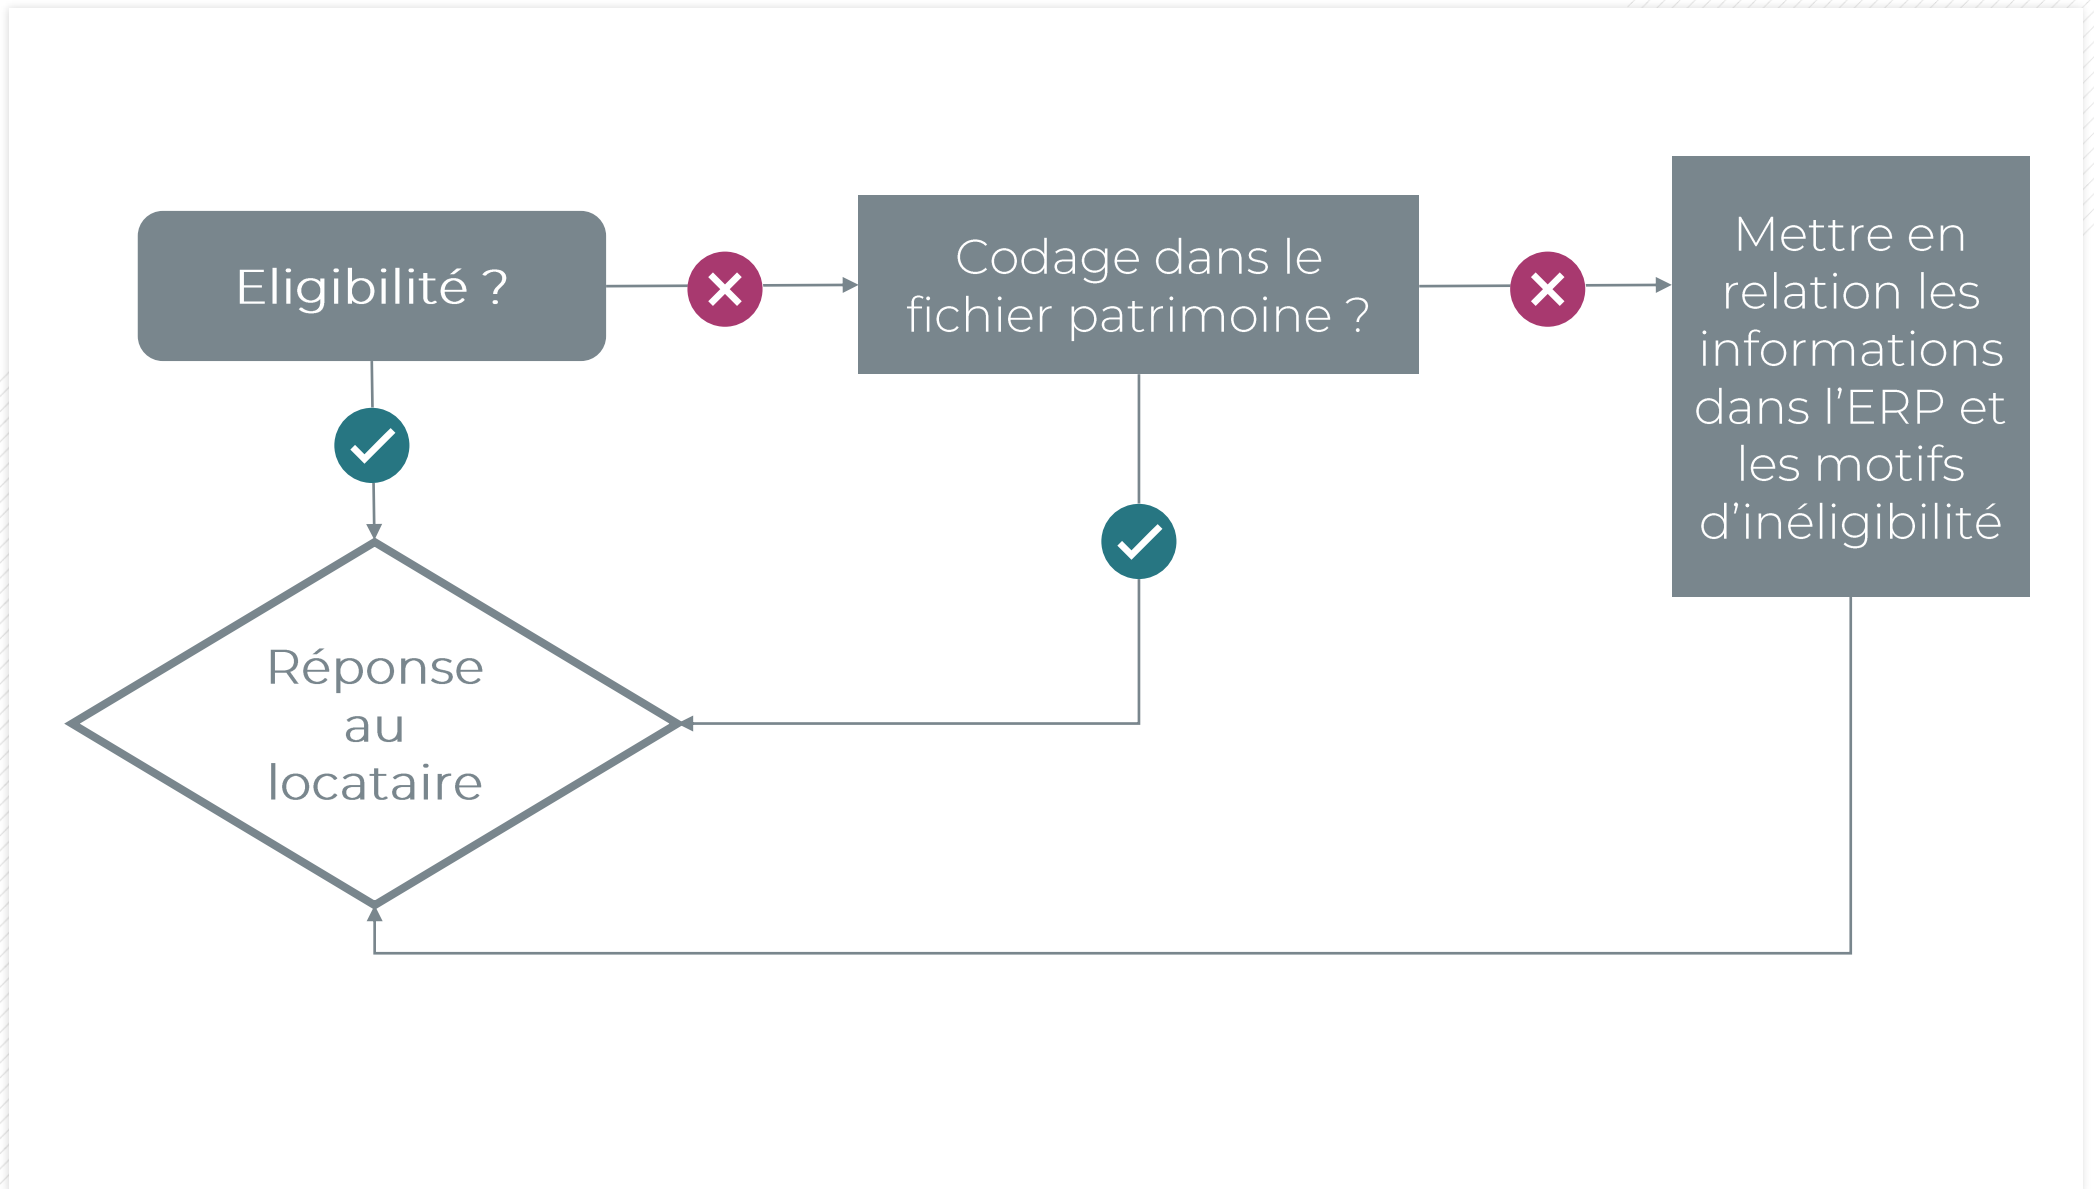 Eligibilité ?
Codage dans le
fichier patrimoine ?
Mettre en
relation les
informations
dans l’ERP et
les motifs
d’inéligibilité
Réponse
au
locataire